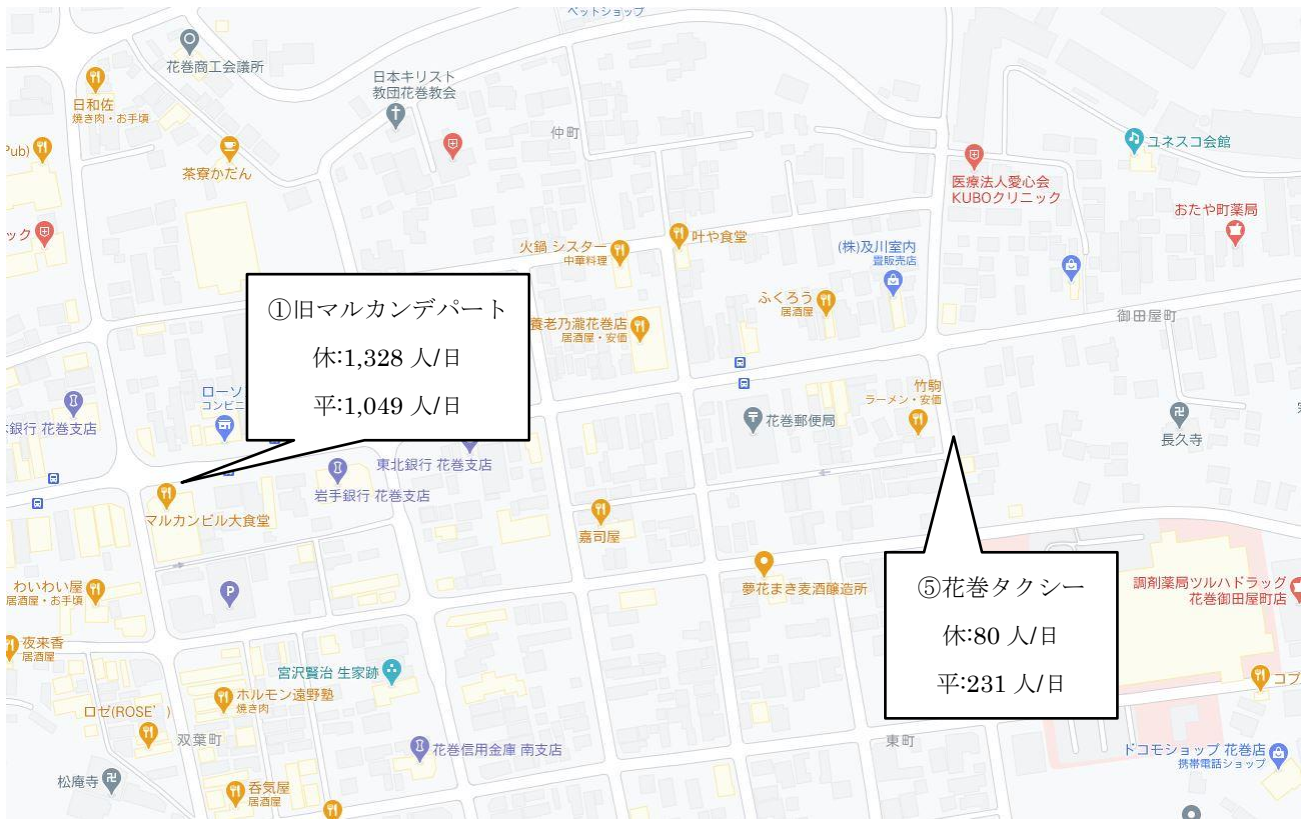 ペットショップ
花巻商工会議所
日本キリスト
教団花巻教会
日和佐
焼き肉・お手頃
仲町
Pub)
茶寮かだん
ユネスコ会館
医療法人愛心会
KUBOクリニック
おたや町薬局
ック
火鍋 シスター
中華料理
叶や食堂
(株)及川室内
畳販売店
①旧マルカンデパート
休:1,328 人/日
平:1,049 人/日
ふくろう
居酒屋
養老乃瀧花巻店
居酒屋・安価
御田屋町
竹駒
ラーメン・安価
ローソ
コンビニ
銀行 花巻支店
花巻郵便局
長久寺
東北銀行 花巻支店
岩手銀行 花巻支店
マルカンビル大食堂
嘉司屋
わいわい屋
居酒屋・お手頃
P
夢花まき麦酒醸造所
⑤花巻タクシー
休:80 人/日
平:231 人/日
調剤薬局ツルハドラッグ
花巻御田屋町店
夜来香
居酒屋
宮沢賢治 生家跡
コプ
ホルモン遠野塾
焼き肉
ロゼ(ROSE’)
双葉町
花巻信用金庫 南支店
東町
ドコモショップ 花巻店
携帯電話ショップ
松庵寺
呑気屋
居酒屋